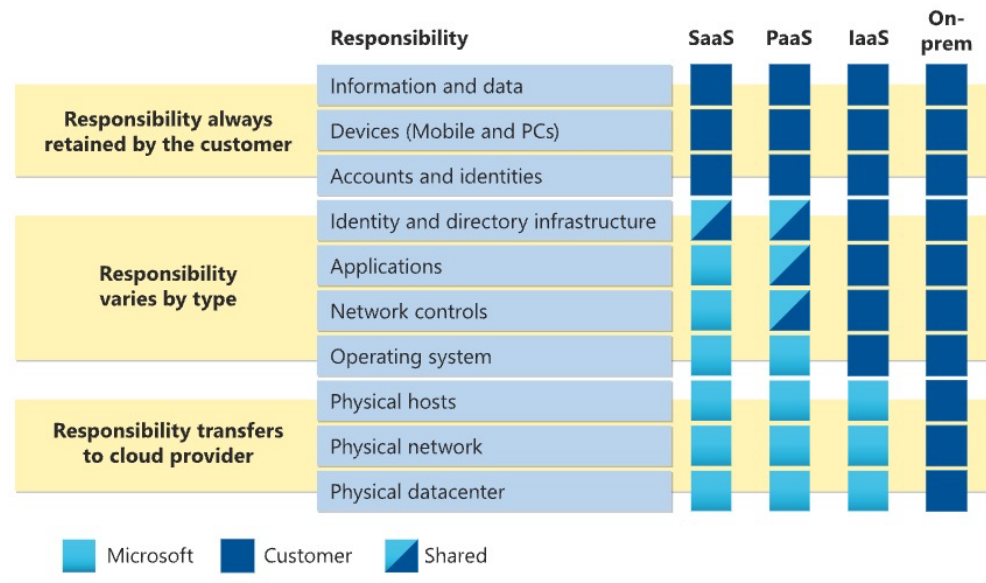 Responsibility
SaaS
PaaS
IaaS
On-
prem
Responsibility always
retained by the customer
Information and data
Devices (Mobile and PCs)
Accounts and identities
Responsibility
varies by type
Identity and directory infrastructure
Applications
Network controls
Operating system
Responsibility transfers
to cloud provider
Physical hosts
Physical network
Physical datacenter
Microsoft
Customer
Shared